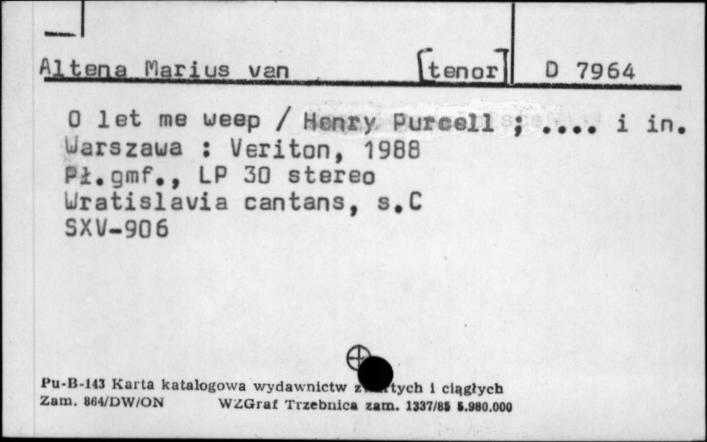 Altena Marius van [tenor] D 7964
O let me weep / Henry Purcell ; .... i in.
Warszawa : Veriton, 1988
Pł.gmf., LP 30 stereo
Wratislavia cantans, s.C
SXV-906
Pu-B-143 Karta katalogowa wydawnictw z tych i ciągłych
Zam. 864/DW/ON WZGraf Trzebnica zam. 1337/85 5.980.000